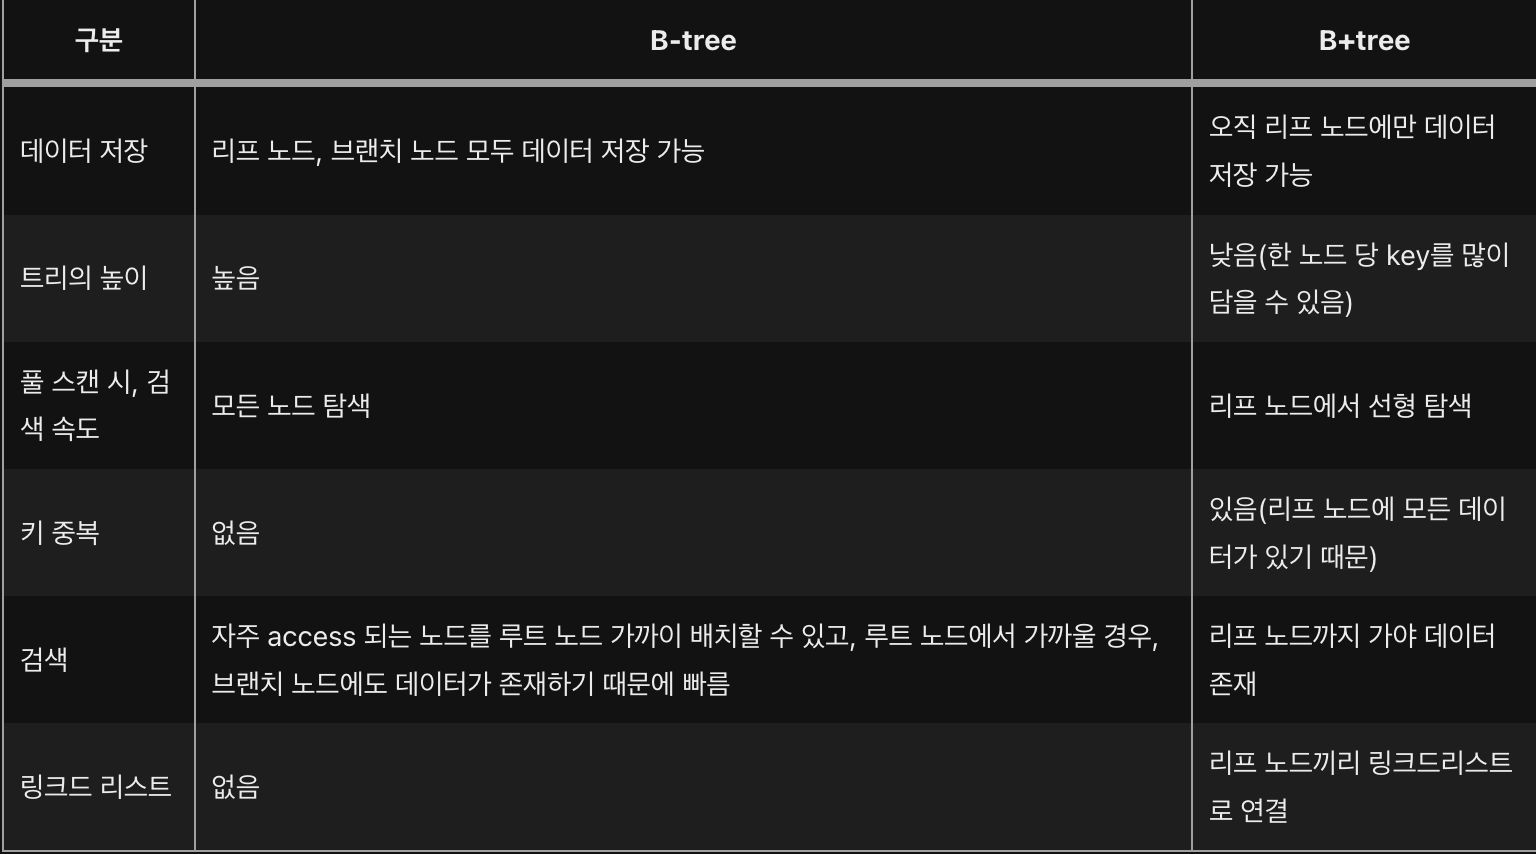 구분
B-tree
B+tree
데이터 저장
리프 노드, 브랜치 노드 모두 데이터 저장 가능
오직 리프 노드에만 데이터
저장 가능
트리의 높이
높음
낮음(한 노드 당 key를 많이
담을 수 있음)
풀 스캔 시, 검
색 속도
모든 노드 탐색
리프 노드에서 선형 탐색
키 중복
없음
있음(리프 노드에 모든 데이
터가 있기 때문)
검색
자주 access 되는 노드를 루트 노드 가까이 배치할 수 있고, 루트 노드에서 가까울 경우,
브랜치 노드에도 데이터가 존재하기 때문에 빠름
리프 노드까지 가야 데이터
존재
링크드 리스트
없음
리프 노드끼리 링크드리스트
로 연결